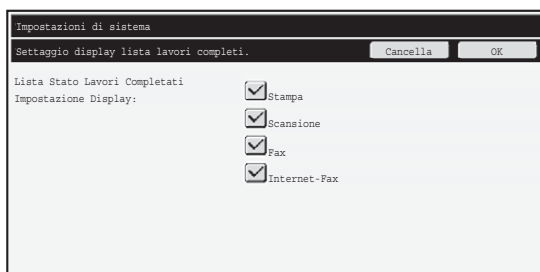 Impostazioni di sistema
Settaggio display lista lavori completi. Cancella OK
Lista Stato Lavori Completati
Impostazione Display:
Stampa
Scansione
Fax
Internet-Fax